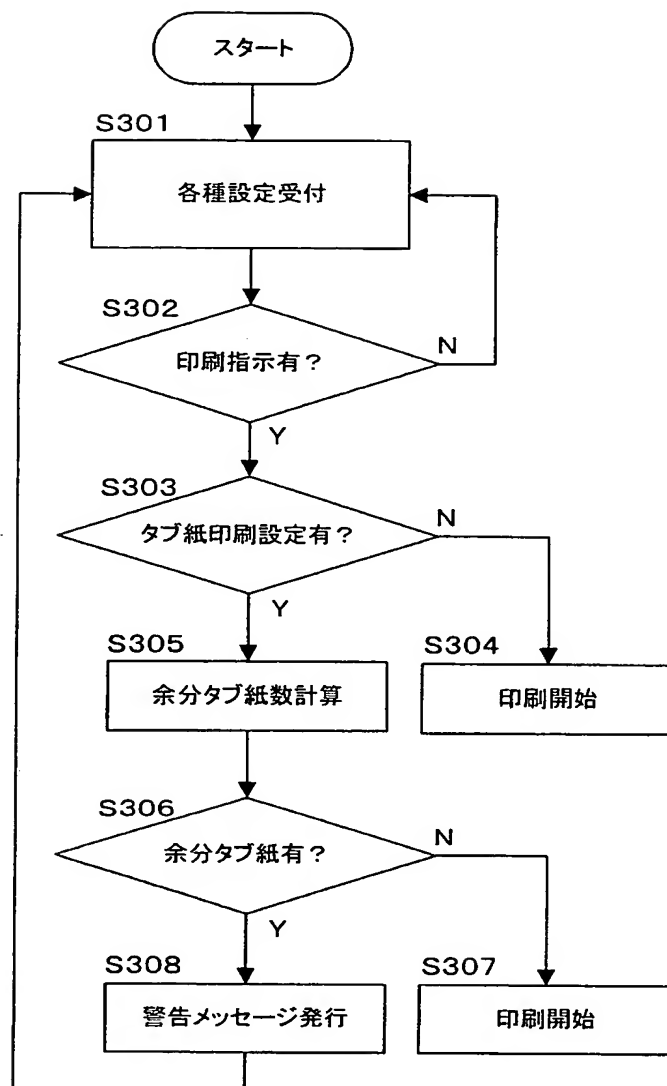 スタート
S301
各種設定受付
S302
印刷指示有?
N
Y
S303
タブ紙印刷設定有?
N
Y
S305
余分タブ紙数計算
S304
印刷開始
S306
余分タブ紙有?
N
Y
S308
警告メッセージ発行
S307
印刷開始